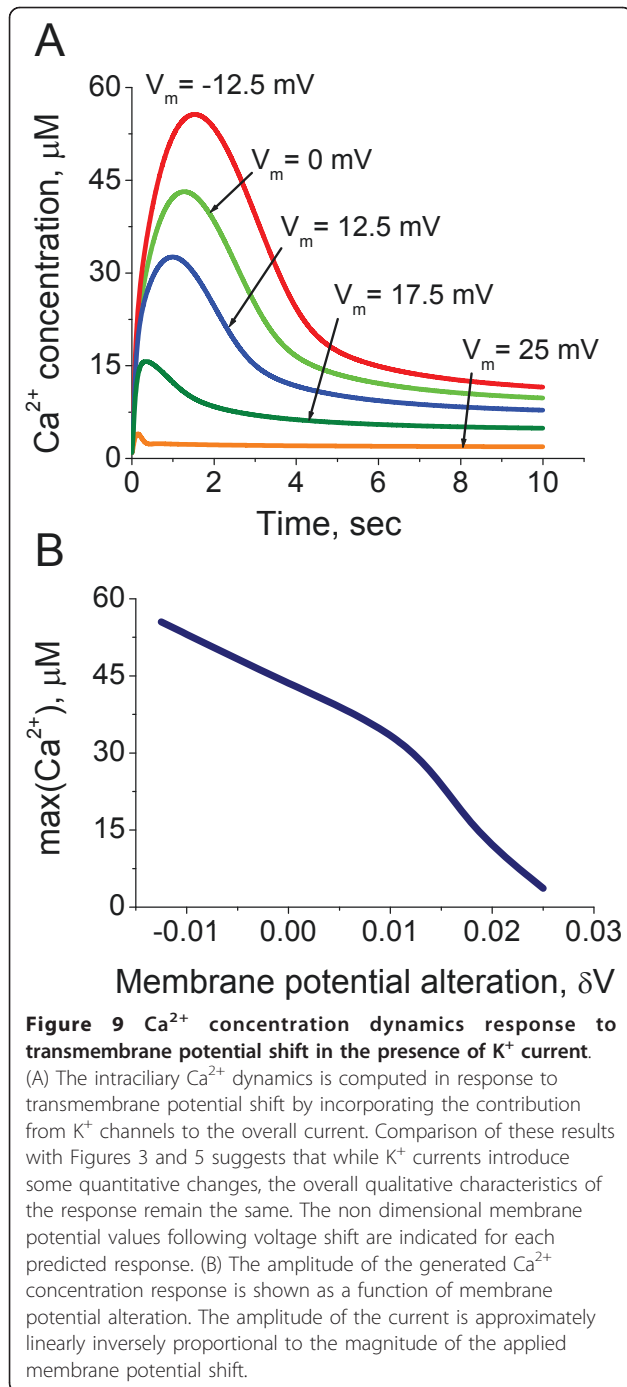 A
V_m= -12.5 mV
V_m= 0 mV
V_m= 12.5 mV
V_m= 17.5 mV
V_m= 25 mV
60
45
30
15
0
Ca²⁺ concentration, μM
0 2 4 6 8 10
Time, sec
B
60
45
30
15
0
max(Ca²⁺), μM
-0.01 0.00 0.01 0.02 0.03
Membrane potential alteration, δV
Figure 9 Ca²⁺ concentration dynamics response to
transmembrane potential shift in the presence of K⁺ current.
(A) The intraciliary Ca²⁺ dynamics is computed in response to
transmembrane potential shift by incorporating the contribution
from K⁺ channels to the overall current. Comparison of these results
with Figures 3 and 5 suggests that while K⁺ currents introduce
some quantitative changes, the overall qualitative characteristics of
the response remain the same. The non dimensional membrane
potential values following voltage shift are indicated for each
predicted response. (B) The amplitude of the generated Ca²⁺
concentration response is shown as a function of membrane
potential alteration. The amplitude of the current is approximately
linearly inversely proportional to the magnitude of the applied
membrane potential shift.